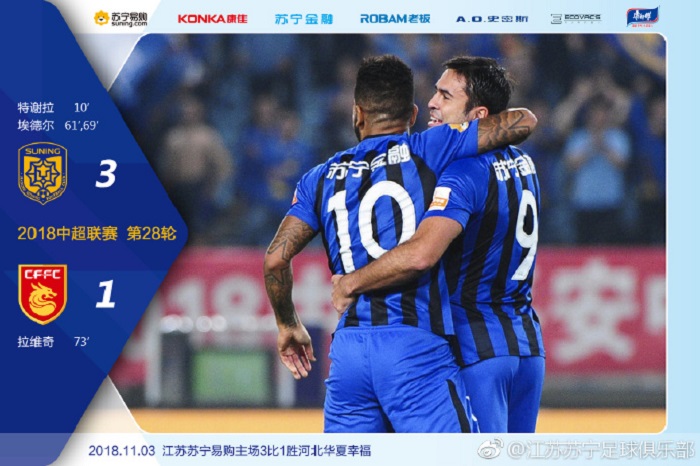 苏宁易购
suning.com
KONKA康佳
苏宁金融
ROBAM老板
A.O.史密斯
ECOVACS
康师傅
特谢拉 10'
埃德尔 61',69'
SUNING
3
2018中超联赛 第28轮
CFFC
1
拉维奇 73'
苏宁金融
10
苏宁金融
9
2018.11.03 江苏苏宁易购主场3比1胜河北华夏幸福
@江苏苏宁足球俱乐部